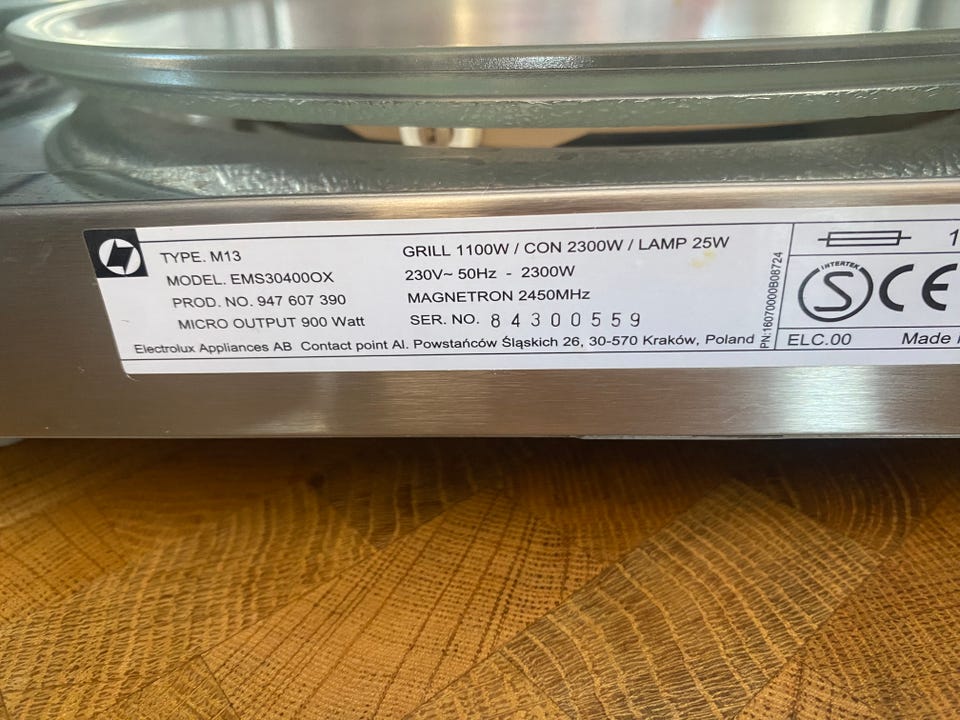 TYPE. M13
MODEL. EMS30400OX
PROD. NO. 947 607 390
MICRO OUTPUT 900 Watt
GRILL 1100W / CON 2300W / LAMP 25W
230V~ 50Hz - 2300W
MAGNETRON 2450MHz
SER. NO. 84300559
Electrolux Appliances AB Contact point Al. Powstańców Śląskich 26, 30-570 Kraków, Poland
PN:16070000B08724
1
INTERTEK
S CE
ELC.00 Made